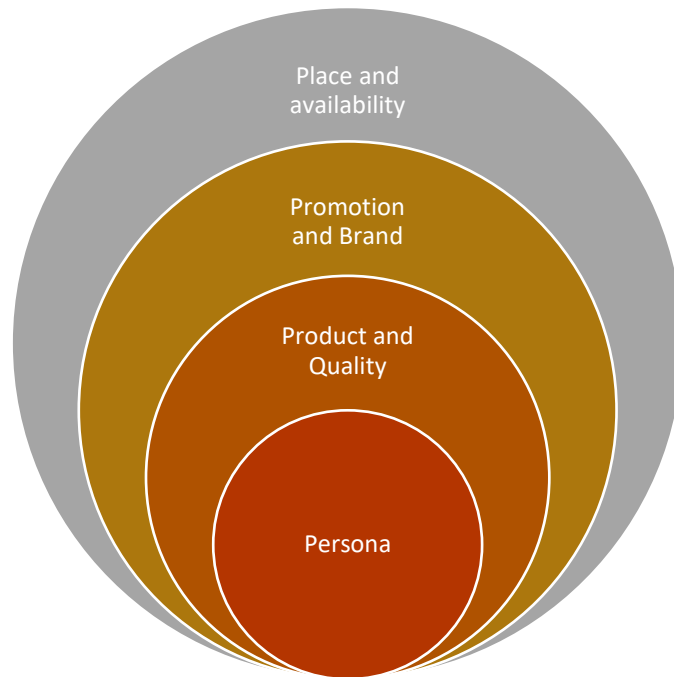 Place and
availability
Promotion
and Brand
Product and
Quality
Persona